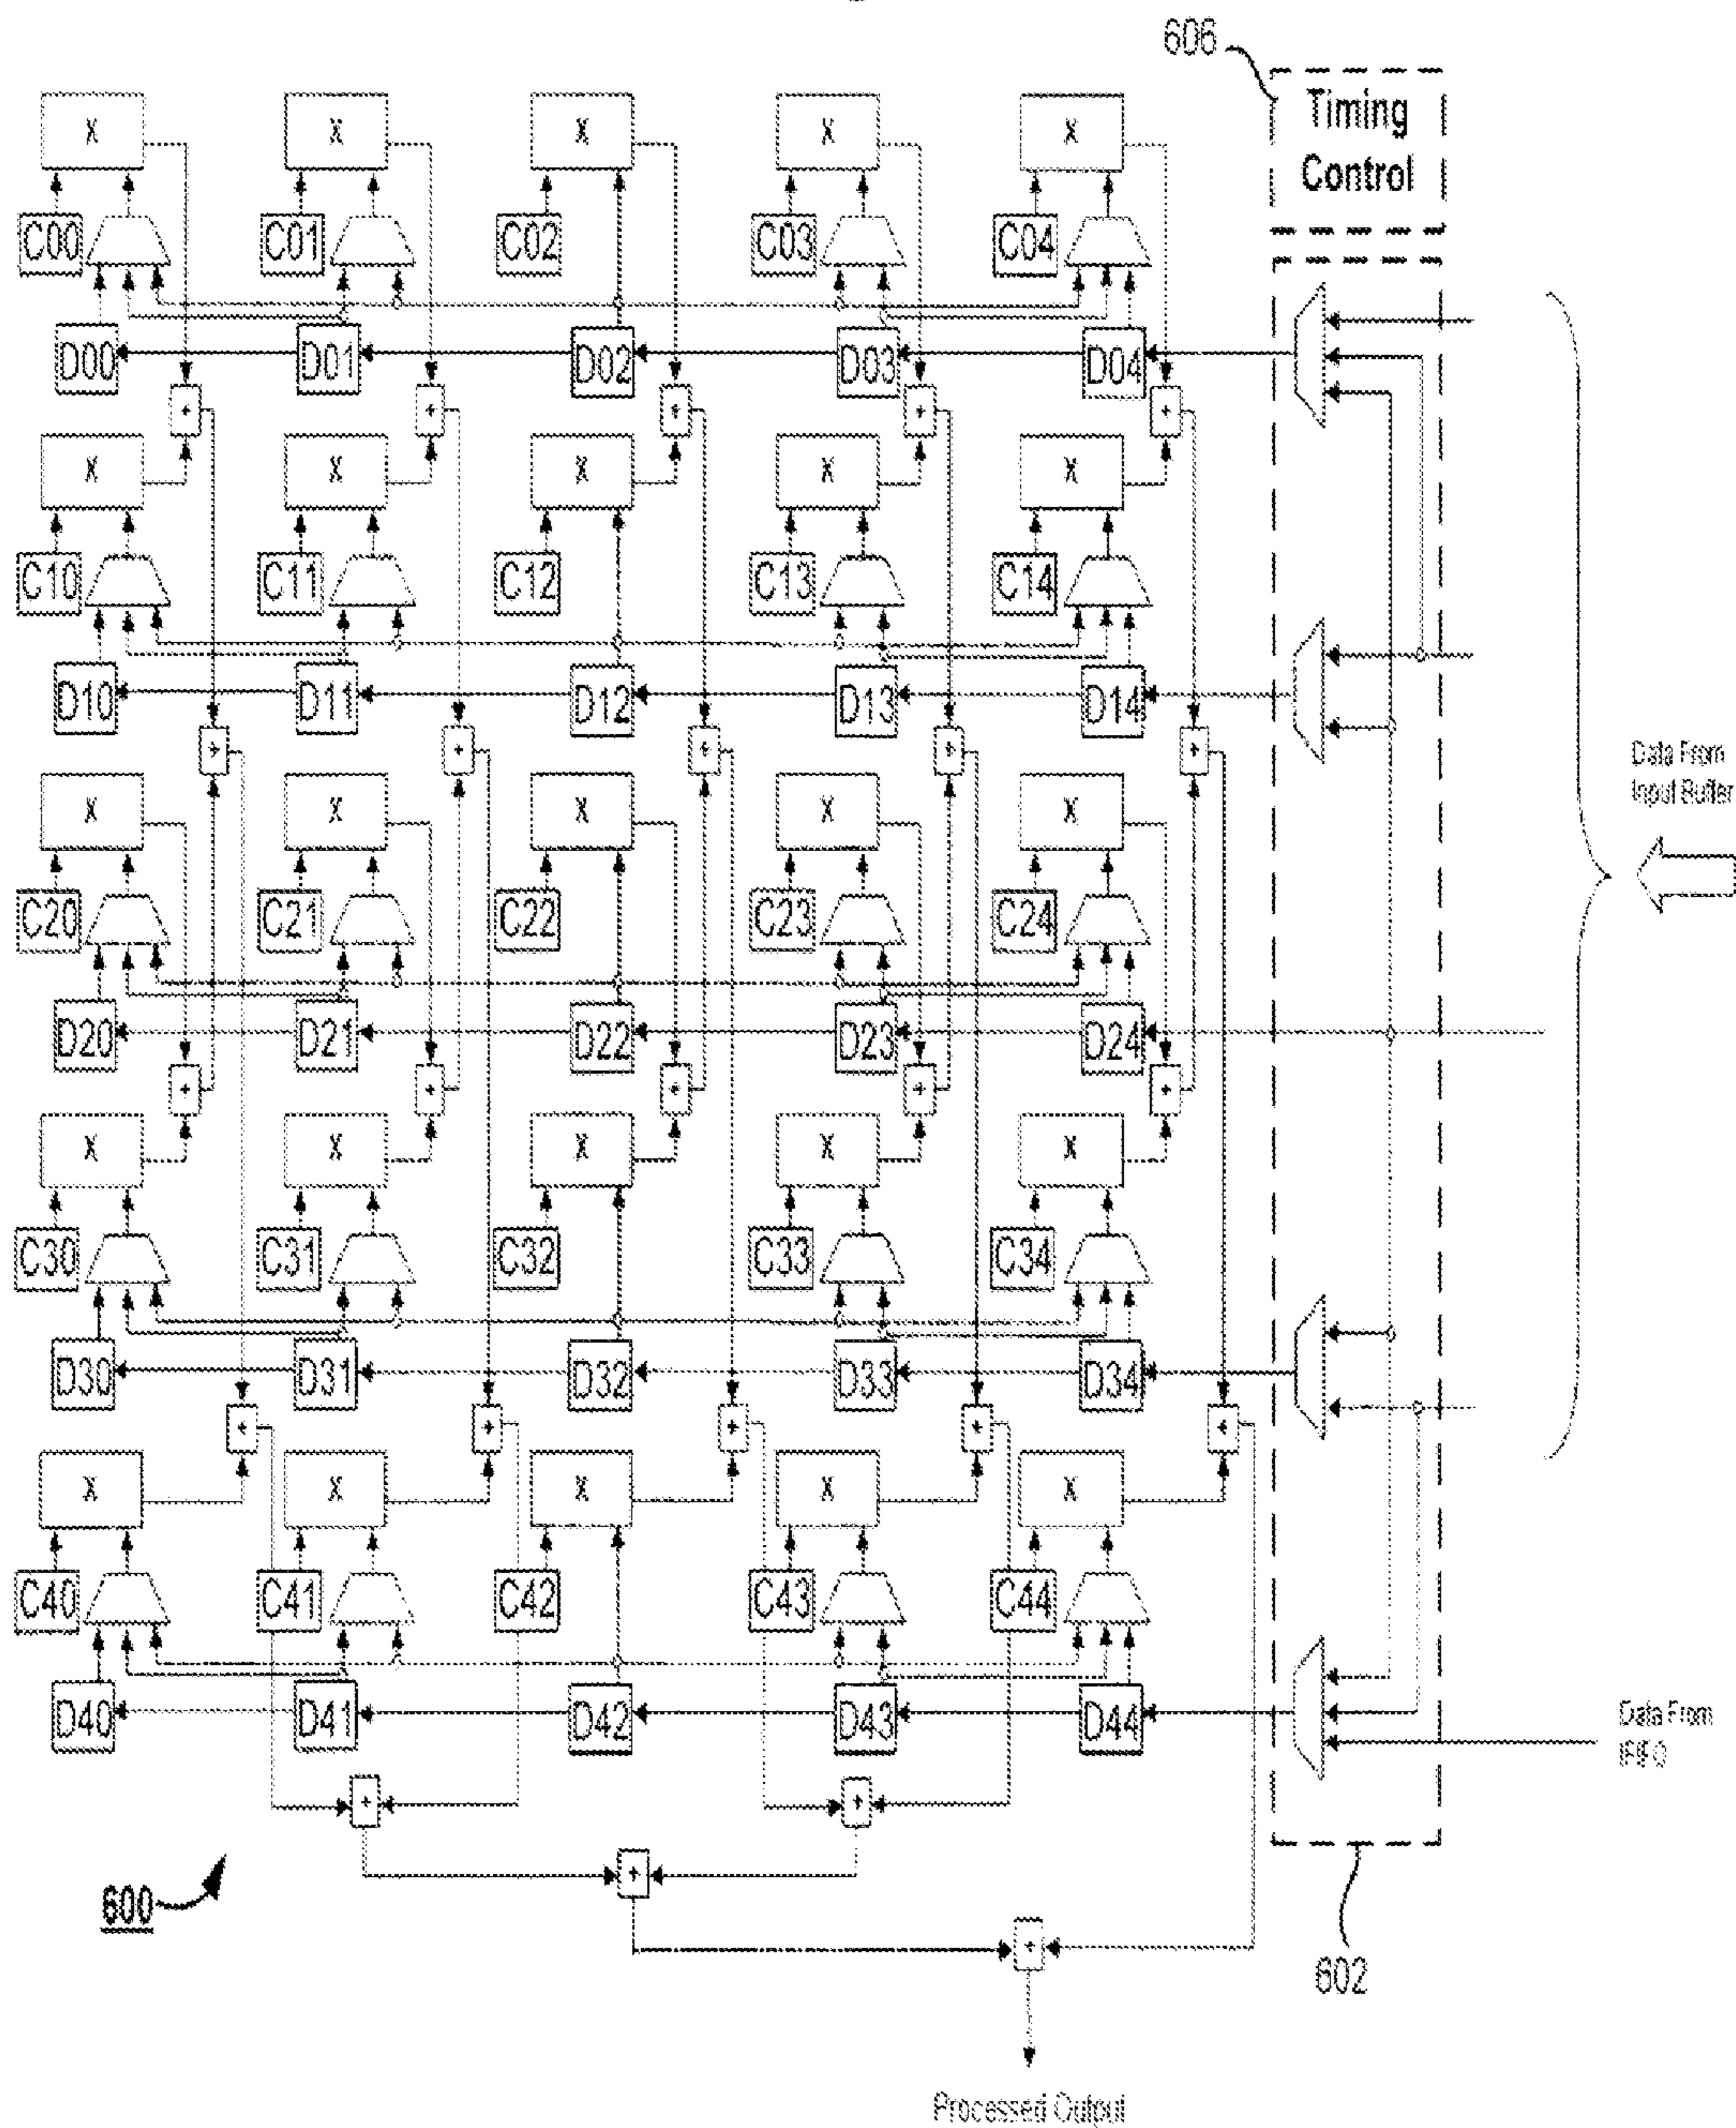 606
Timing
Control
X X X X X
C00 C01 C02 C03 C04
D00 D01 D02 D03 D04
+ + + + +
X X X X X
C10 C11 C12 C13 C14
D10 D11 D12 D13 D14
+ + + + +
Data From
Input Buffer
X X X X X
C20 C21 C22 C23 C24
D20 D21 D22 D23 D24
+ + + + +
X X X X X
C30 C31 C32 C33 C34
D30 D31 D32 D33 D34
+ + + + +
X X X X X
C40 C41 C42 C43 C44
D40 D41 D42 D43 D44
Data From
+ +
+
600
+
602
Processed Output